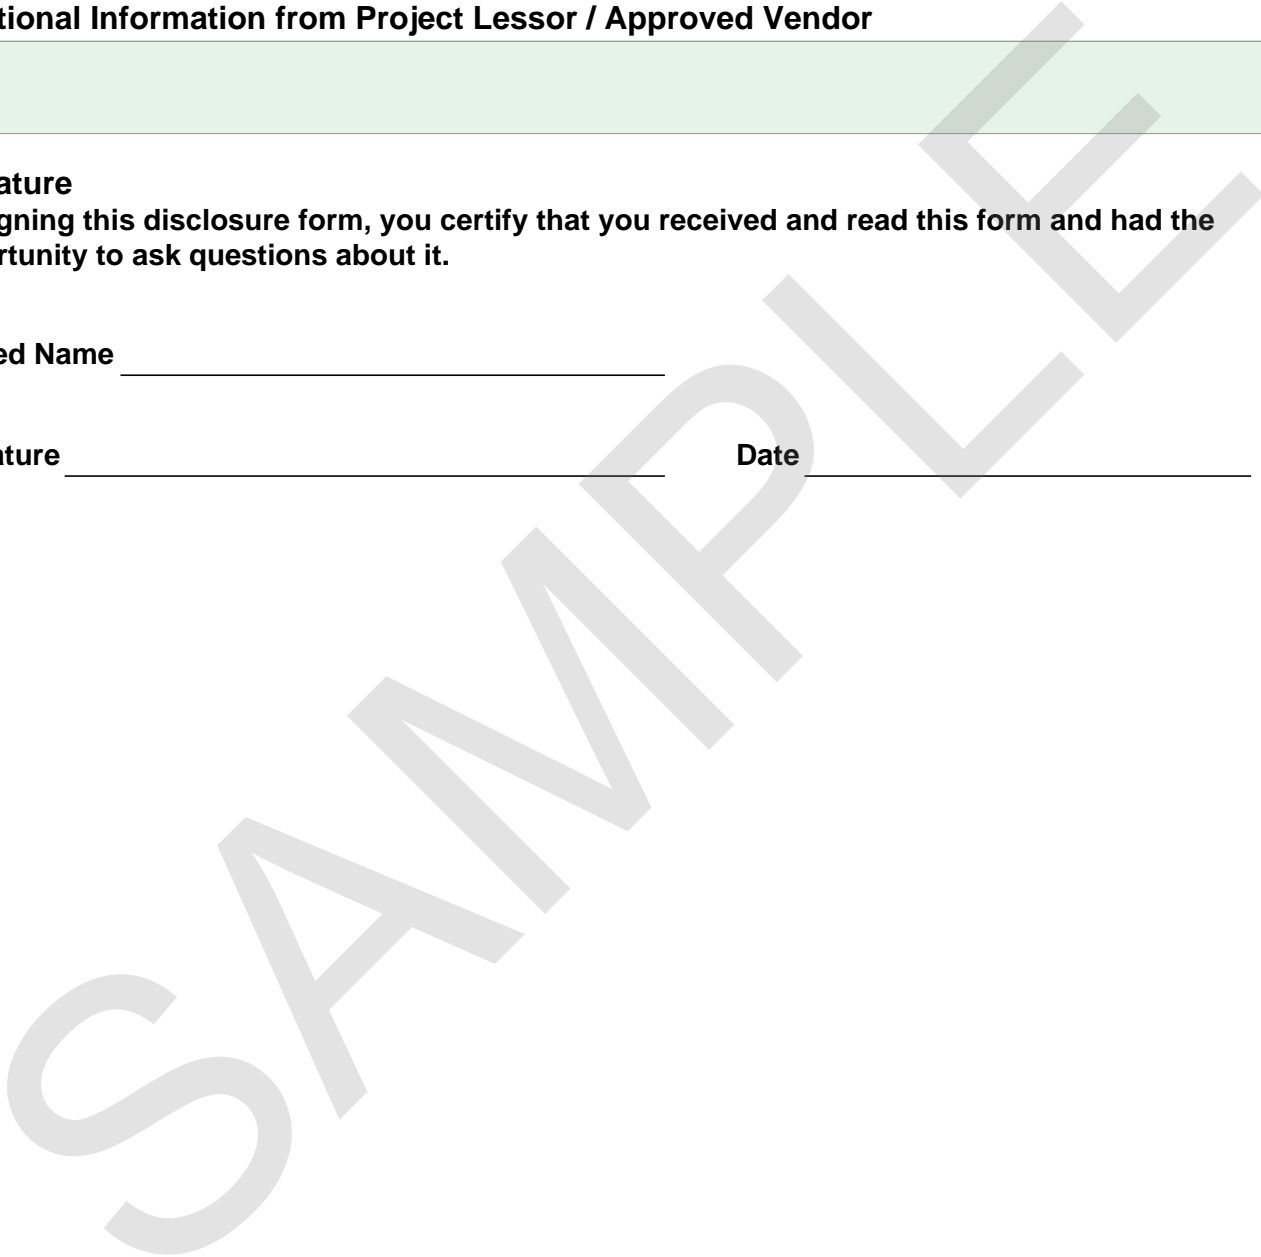 tional Information from Project Lessor / Approved Vendor
ature
gning this disclosure form, you certify that you received and read this form and had the
rtunity to ask questions about it.
ed Name
ature Date
SAMPLE